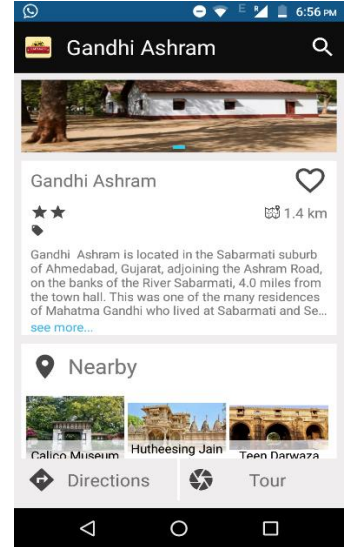 E R 6:56 PM
Gandhi Ashram
Gandhi Ashram
1.4 km
Gandhi Ashram is located in the Sabarmati suburb
of Ahmedabad, Gujarat, adjoining the Ashram Road,
on the banks of the River Sabarmati, 4.0 miles from
the town hall. This was one of the many residences
of Mahatma Gandhi who lived at Sabarmati and Se...
see more...
Nearby
Calico Museum Hutheesing Jain Teen Darwaza
Directions Tour